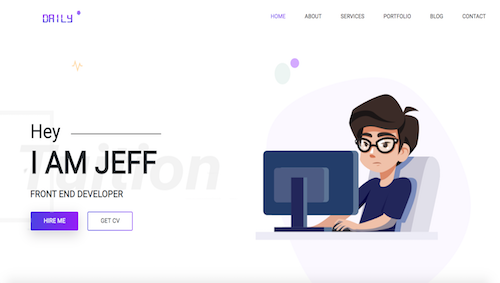 DAILY
HOME ABOUT SERVICES PORTFOLIO BLOG CONTACT
Hey
I AM JEFF
FRONT END DEVELOPER
HIRE ME GET CV